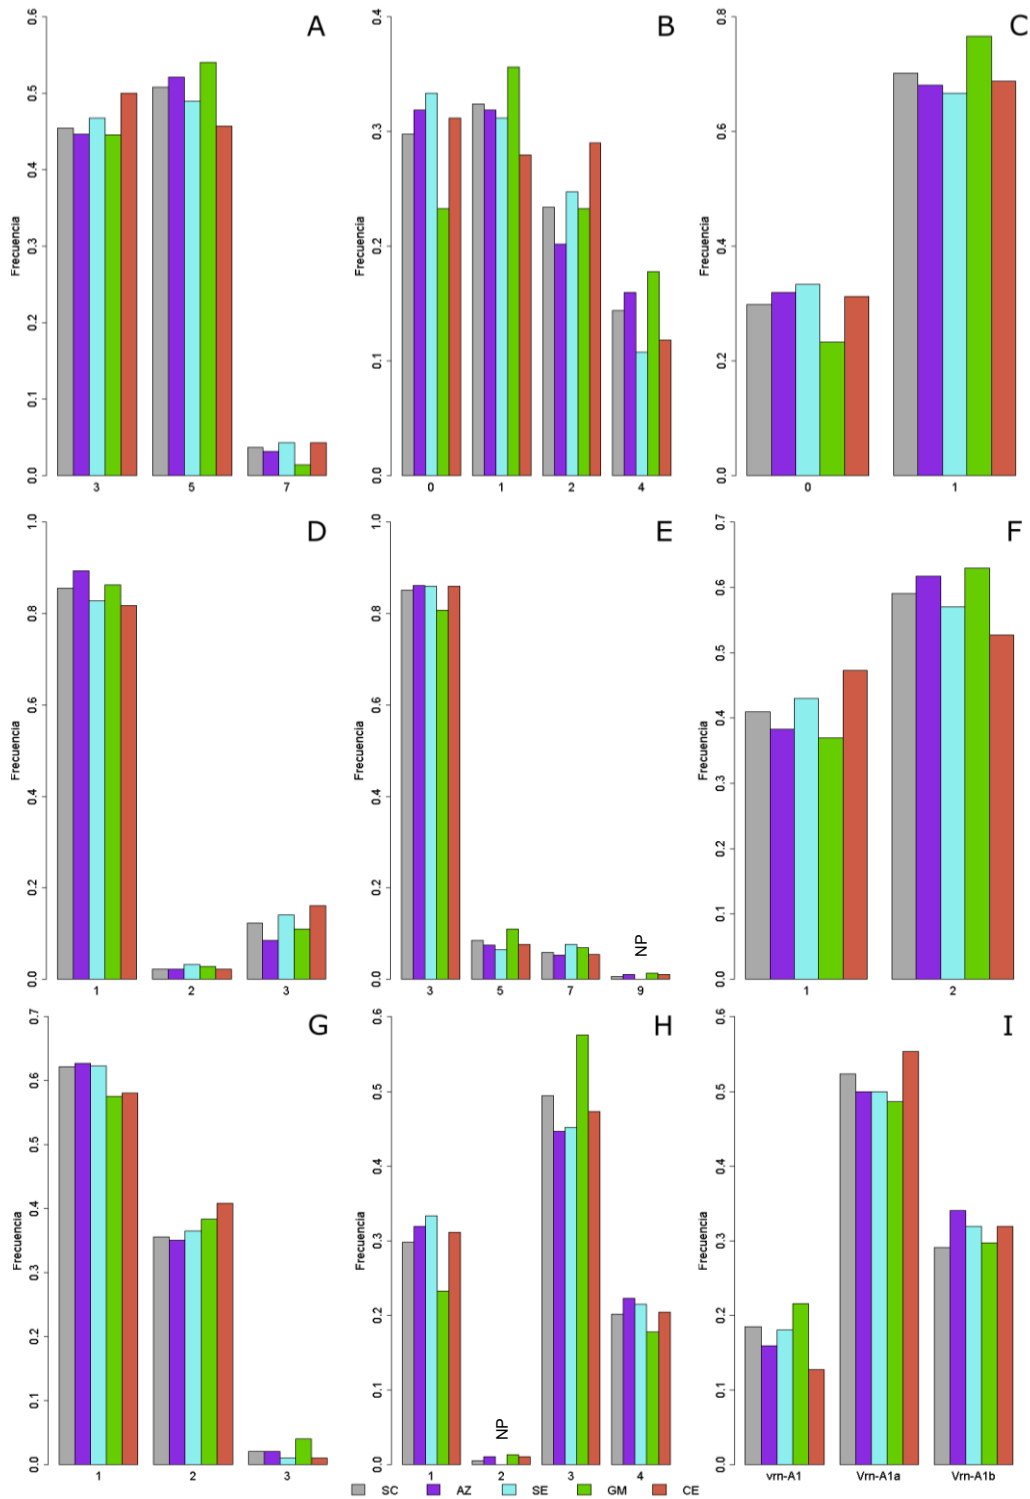 A
Frecuencia
0.0 0.1 0.2 0.3 0.4 0.5 0.6
3 5 7
B
Frecuencia
0.0 0.1 0.2 0.3 0.4
0 1 2 4
C
Frecuencia
0.0 0.2 0.4 0.6 0.8
0 1
D
Frecuencia
0.0 0.2 0.4 0.6 0.8 1.0
1 2 3
E
Frecuencia
0.0 0.2 0.4 0.6 0.8 1.0
NP
3 5 7 9
F
Frecuencia
0.0 0.1 0.2 0.3 0.4 0.5 0.6 0.7
1 2
G
Frecuencia
0.0 0.1 0.2 0.3 0.4 0.5 0.6 0.7
1 2 3
H
Frecuencia
0.0 0.1 0.2 0.3 0.4 0.5 0.6
NP
1 2 3 4
I
Frecuencia
0.0 0.1 0.2 0.3 0.4 0.5 0.6
vrn-A1 Vrn-A1a Vrn-A1b
SC AZ SE GM CE